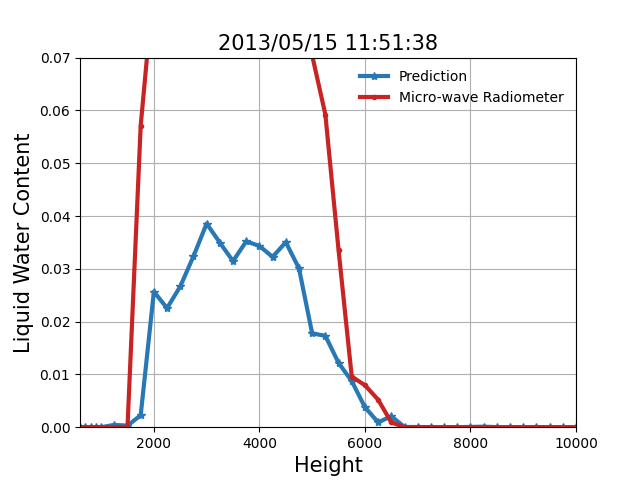 2013/05/15 11:51:38
0.07
0.06
0.05
0.04
0.03
0.02
0.01
0.00
Liquid Water Content
Prediction
Micro-wave Radiometer
2000 4000 6000 8000 10000
Height